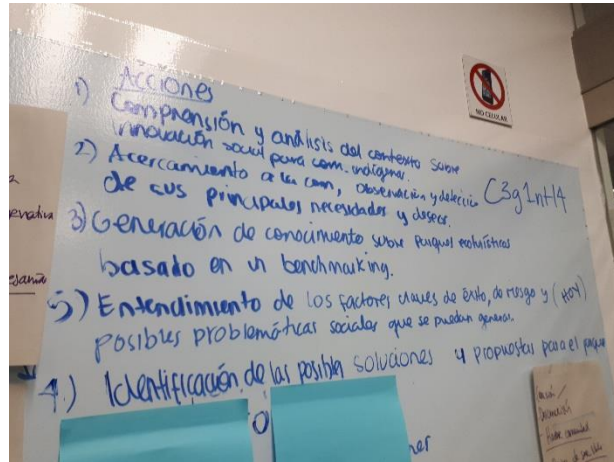 Acciones
1) Comprensión y análisis del contexto sobre
innovación social para com. indígenas.
2) Acercamiento a la com, observación y detección
de sus principales necesidades y deseos.
C3g1nt14
3) Generación de conocimiento sobre parques ecoturísticos
basado en un benchmarking.
5) Entendimiento de los factores claves de éxito, de riesgo y (HOY)
posibles problemáticas sociales que se puedan generar.
4.) Identificación de las posibles soluciones y propuestas para el parque
NO CELULAR